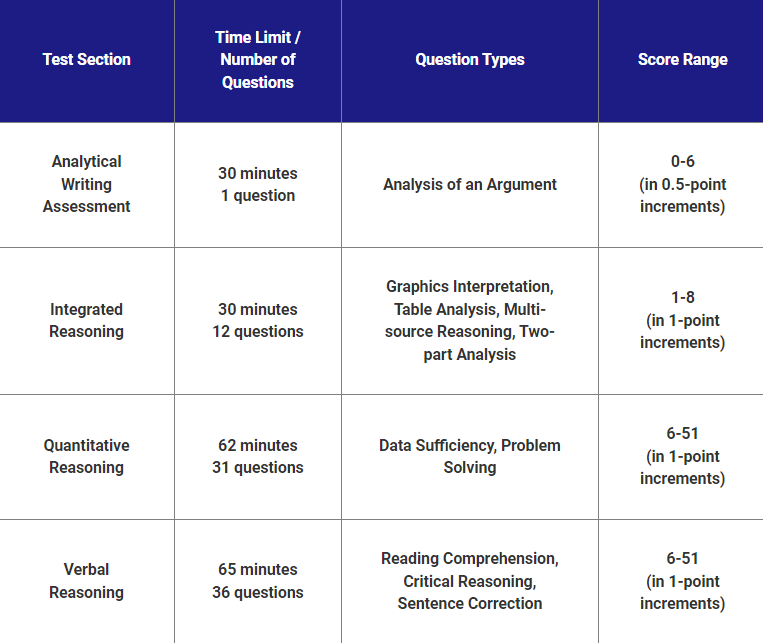 Test Section
Time Limit /
Number of
Questions
Question Types
Score Range
Analytical
Writing
Assessment
30 minutes
1 question
Analysis of an Argument
0-6
(in 0.5-point
increments)
Integrated
Reasoning
30 minutes
12 questions
Graphics Interpretation,
Table Analysis, Multi-
source Reasoning, Two-
part Analysis
1-8
(in 1-point
increments)
Quantitative
Reasoning
62 minutes
31 questions
Data Sufficiency, Problem
Solving
6-51
(in 1-point
increments)
Verbal
Reasoning
65 minutes
36 questions
Reading Comprehension,
Critical Reasoning,
Sentence Correction
6-51
(in 1-point
increments)